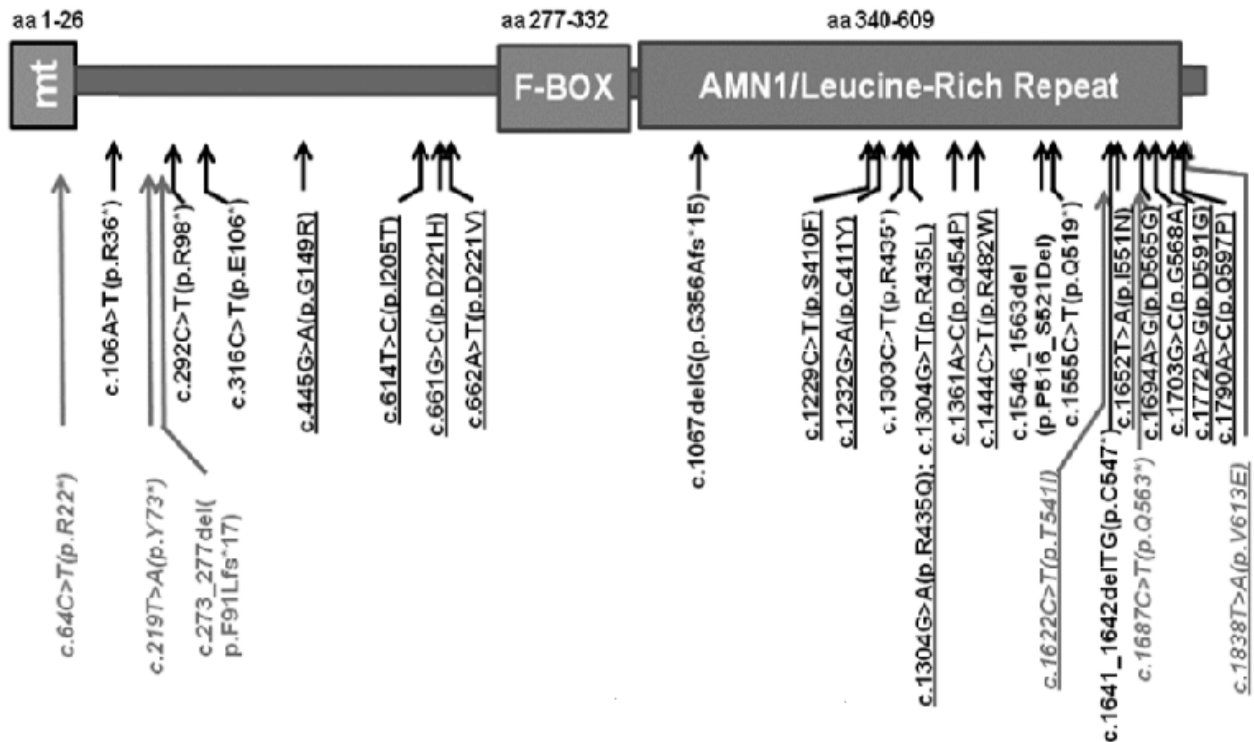 aa 1-26
aa 277-332
aa 340-609
mt
F-BOX
AMN1/Leucine-Rich Repeat
c.64C>T(p.R22*)
c.106A>T(p.R36*)
c.219T>A(p.Y73*)
c.273_277del(
p.F91Lfs*17)
c.292C>T(p.R98*)
c.316C>T(p.E106*)
c.445G>A(p.G149R)
c.614T>C(p.I205T)
c.661G>C(p.D221H)
c.662A>T(p.D221V)
c.1067delG(p.G356Afs*15)
c.1229C>T(p.S410F)
c.1232G>A(p.C411Y)
c.1303C>T(p.R435*)
c.1304G>A(p.R435Q); c.1304G>T(p.R435L)
c.1361A>C(p.Q454P)
c.1444C>T(p.R482W)
c.1546_1563del
(p.P516_S521Del)
c.1555C>T(p.Q519*)
c.1622C>T(p.T541I)
c.1641_1642delTG(p.C547*)
c.1652T>A(p.I551N)
c.1687C>T(p.Q563*)
c.1694A>G(p.D565G)
c.1703G>C(p.G568A)
c.1772A>G(p.D591G)
c.1790A>C(p.Q597P)
c.1838T>A(p.V613E)